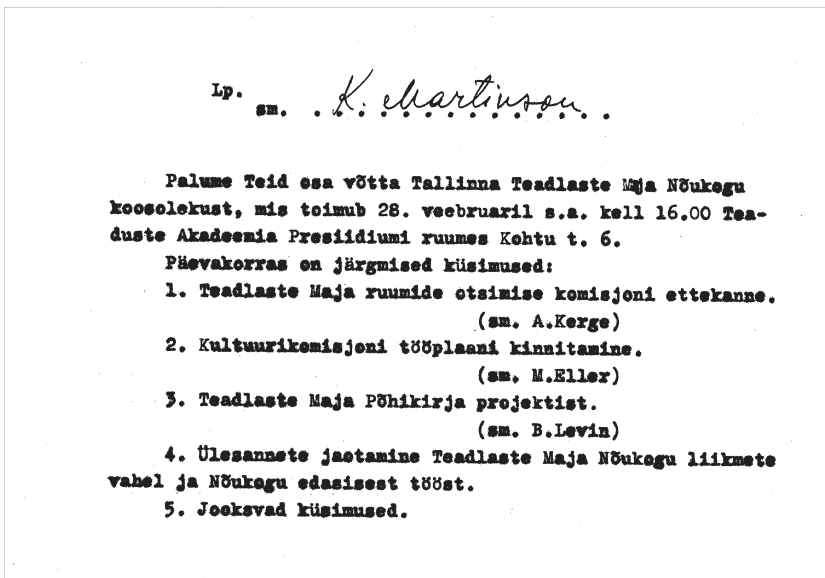 Lp.
sm. K. Martinson
Palume Teid osa võtta Tallinna Teadlaste Maja Nõukogu
koosolekust, mis toimub 28. veebruaril s.a. kell 16.00 Tea-
duste Akadeemia Presiidiumi ruumes Kohtu t. 6.
Päevakorras on järgmised küsimused:
1. Teadlaste Maja ruumide otsimise komisjoni ettekanne.
(sm. A.Kerge)
2. Kultuurikomisjoni tööplaani kinnitamine.
(sm. M.Eller)
3. Teadlaste Maja Põhikirja projektist.
(sm. B.Levin)
4. Ülesannete jaotamine Teadlaste Maja Nõukogu liikmete
vahel ja Nõukogu edasisest tööst.
5. Jooksvad küsimused.